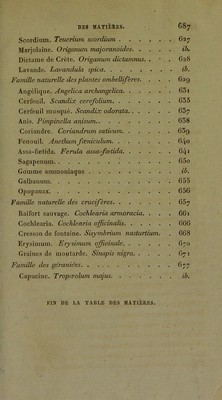 DES MATIÈRES. 687
Scordium. Teucrium scordium . . . . . . 627
Marjolaine. Origanum majoranoides. . . . . . ib.
Dictame de Crète. Origanum dictamnus. . . . . 628
Lavande. Lavandula spica. . . . . . . ib.
Famille naturelle des plantes ombellifères. . . . 629
Angélique. Angelica archangelica. . . . . . 631
Cerfeuil. Scandix cerefolium. . . . . . 635
Cerfeuil musqué. Scandix odorata. . . . . . 637
Anis. Pimpinella anisum. . . . . . . 638
Coriandre. Coriandrum sativum. . . . . . 639
Fenouil. Anethum fœniculum. . . . . . 640
Assa-fœtida. Ferula assa-fœtida. . . . . . 641
Sagapenum. . . . . . . . 650
Gomme ammoniaque . . . . . . . ib.
Galbanum. . . . . . . . 655
Opopanax. . . . . . . . 656
Famille naturelle des crucifères. . . . . . 657
Raifort sauvage. Cochlearia armoracia. . . . . 661
Cochlearia. Cochlearia officinalis. . . . . . 666
Cresson de fontaine. Sisymbrium nasturtium. . . 668
Erysimum. Erysimum officinale. . . . . . 670
Graines de moutarde. Sinapis nigra. . . . . 671
Famille des géraniées. . . . . . . 677
Capucine. Tropæolum majus. . . . . . ib.
FIN DE LA TABLE DES MATIÈRES.